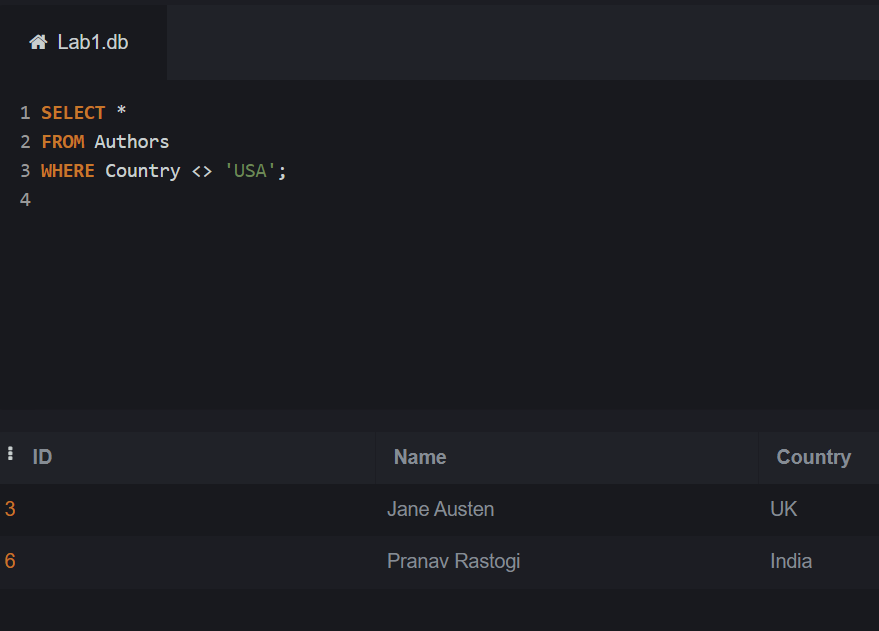 Lab1.db
1 SELECT *
2 FROM Authors
3 WHERE Country <> 'USA';
4
ID Name Country
3 Jane Austen UK
6 Pranav Rastogi India